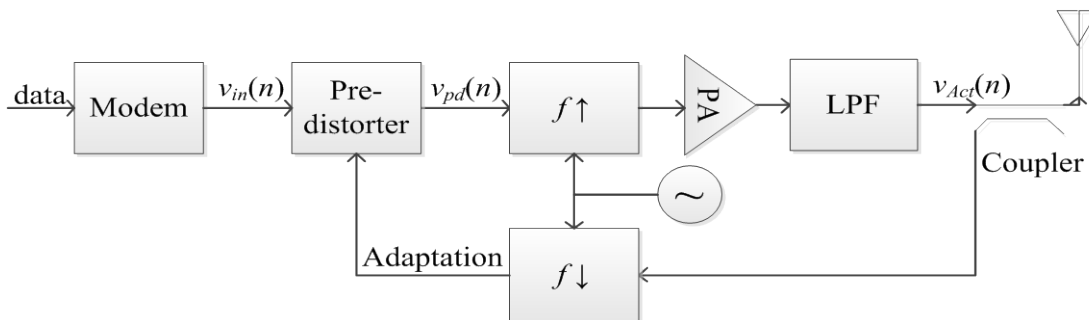 data
Modem
v_in(n)
Pre-
distorter
v_pd(n)
f↑
PA
LPF
v_Act(n)
Coupler
~
Adaptation
f↓